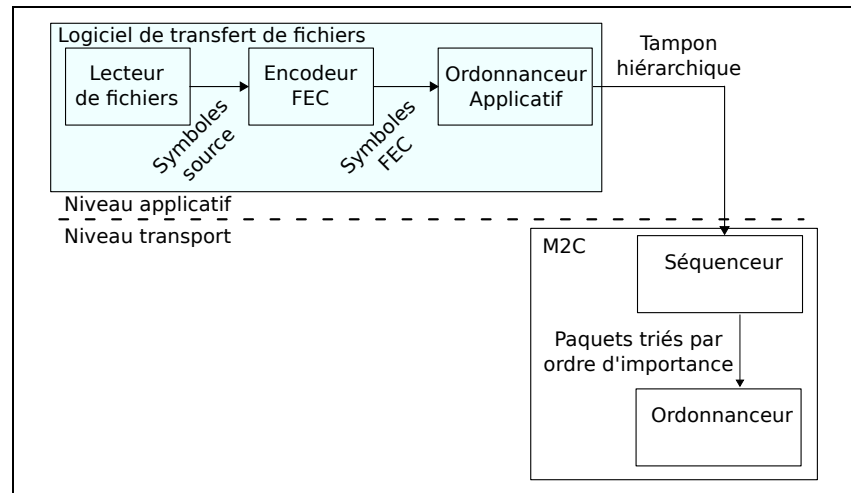 Logiciel de transfert de fichiers
Lecteur
de fichiers
Encodeur
FEC
Ordonnanceur
Applicatif
Tampon
hiérarchique
Symboles
source
Symboles
FEC
Niveau applicatif
Niveau transport
M2C
Séquenceur
Paquets triés par
ordre d'importance
Ordonnanceur